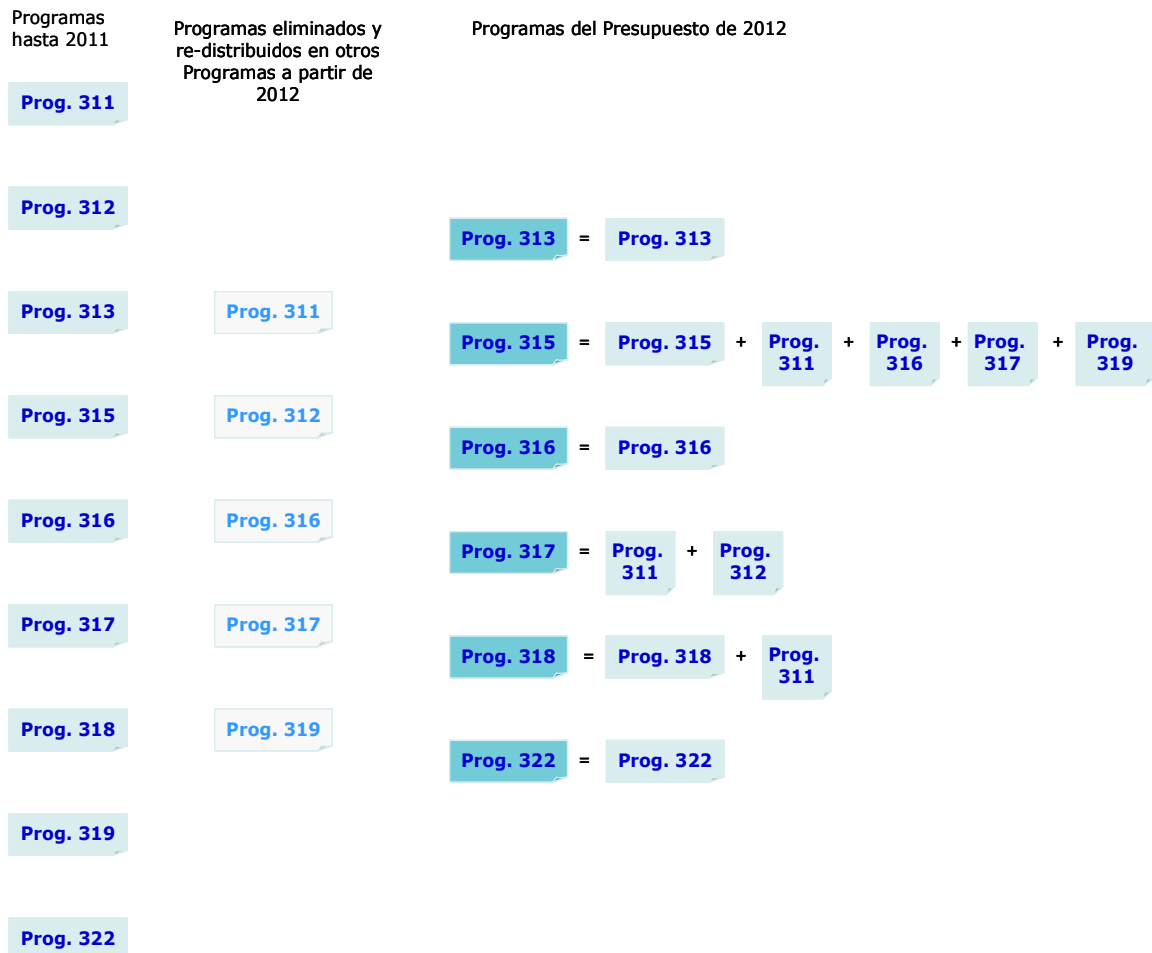 Programas
hasta 2011
Prog. 311
Prog. 312
Prog. 313
Prog. 315
Prog. 316
Prog. 317
Prog. 318
Prog. 319
Prog. 322
Programas eliminados y
re-distribuidos en otros
Programas a partir de
2012
Prog. 311
Prog. 312
Prog. 316
Prog. 317
Prog. 319
Programas del Presupuesto de 2012
Prog. 313 = Prog. 313
Prog. 315 = Prog. 315 + Prog. 311 + Prog. 316 + Prog. 317 + Prog. 319
Prog. 316 = Prog. 316
Prog. 317 = Prog. 311 + Prog. 312
Prog. 318 = Prog. 318 + Prog. 311
Prog. 322 = Prog. 322